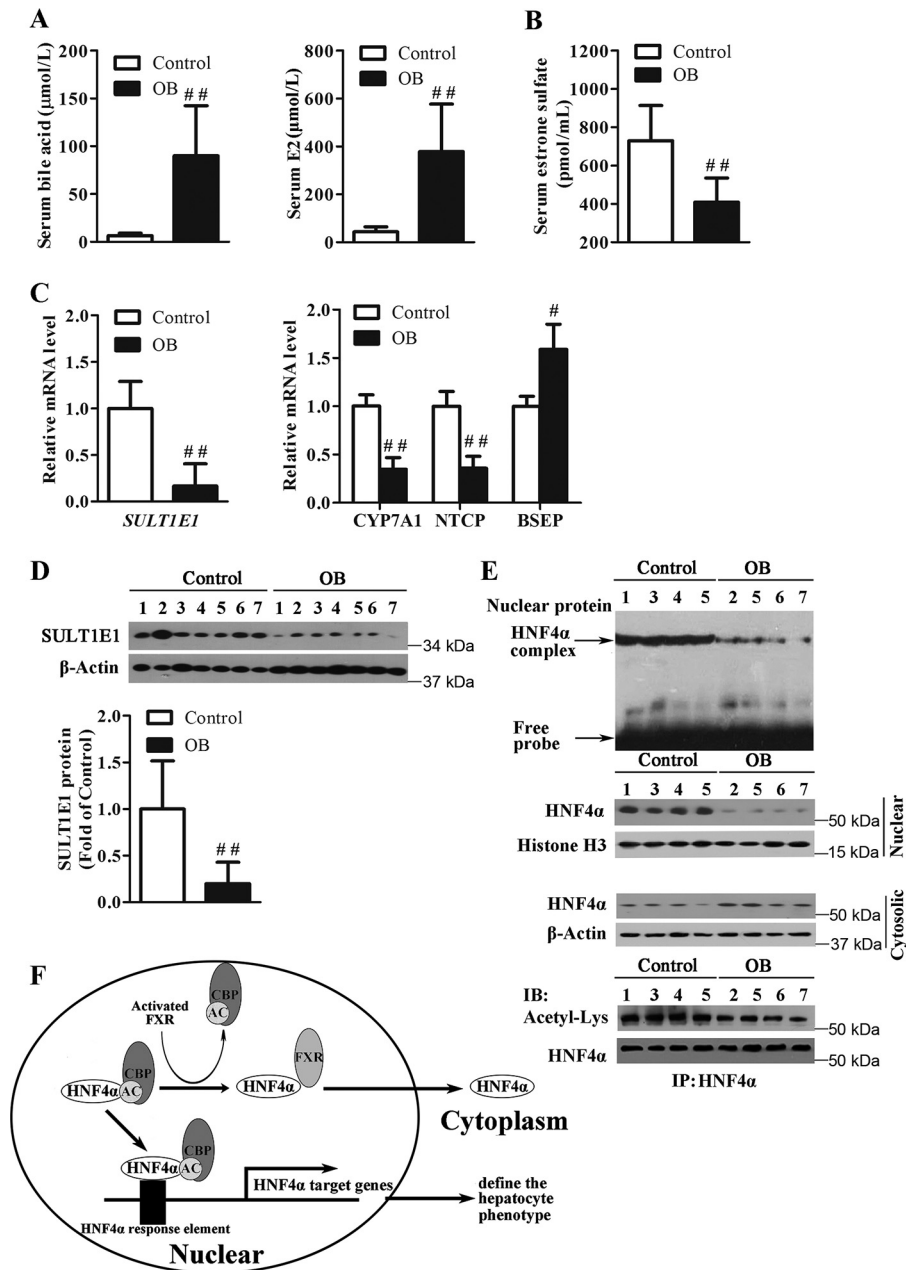 A
Serum bile acid (μmol/L)
200
150
100
50
0
Control
OB
# #
Serum E2 (μmol/L)
800
600
400
200
0
Control
OB
# #
B
Serum estrone sulfate
(pmol/mL)
1200
1000
800
600
400
200
Control
OB
# #
C
Relative mRNA level
2.0
1.5
1.0
0.5
0.0
Control
OB
# #
SULT1E1
Relative mRNA level
2.0
1.5
1.0
0.5
0.0
Control
OB
# #
# #
#
CYP7A1 NTCP BSEP
D
Control OB
1 2 3 4 5 6 7 1 2 3 4 5 6 7
SULT1E1
34 kDa
β-Actin
37 kDa
SULT1E1 protein
(Fold of Control)
2.0
1.5
1.0
0.5
0.0
Control
OB
# #
E
Control OB
Nuclear protein 1 3 4 5 2 5 6 7
HNF4α
complex
Free
probe
Control OB
1 3 4 5 2 5 6 7
HNF4α
50 kDa
Histone H3
15 kDa
Nuclear
HNF4α
50 kDa
β-Actin
37 kDa
Cytosolic
Control OB
IB: 1 3 4 5 2 5 6 7
Acetyl-Lys
50 kDa
HNF4α
50 kDa
IP: HNF4α
F
Activated
FXR
CBP
AC
CBP
HNF4α
AC
FXR
HNF4α
HNF4α
Cytoplasm
CBP
HNF4α
AC
HNF4α target genes
HNF4α response element
define the
hepatocyte
phenotype
Nuclear